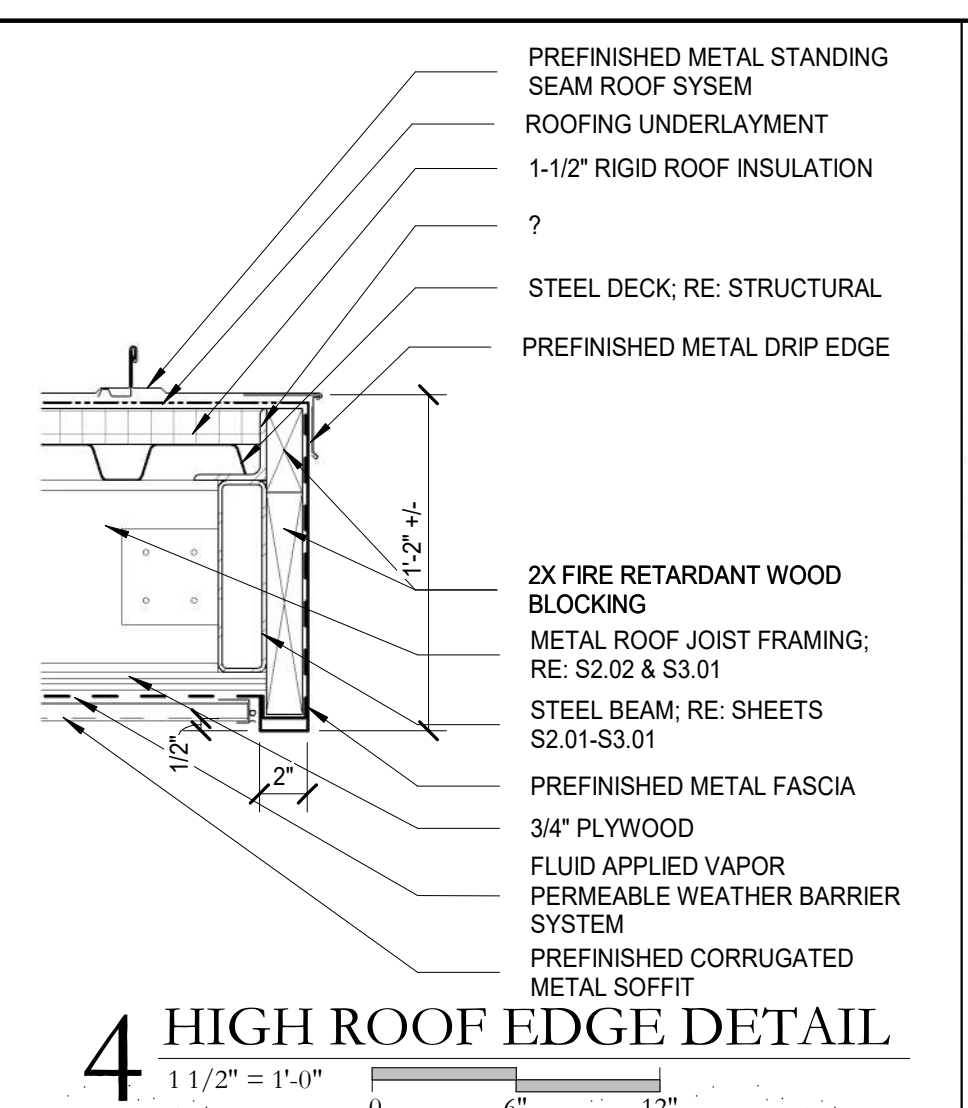 PREFINISHED METAL STANDING
SEAM ROOF SYSEM
ROOFING UNDERLAYMENT
1-1/2" RIGID ROOF INSULATION
?
STEEL DECK; RE: STRUCTURAL
PREFINISHED METAL DRIP EDGE
1'-2" +/-
2X FIRE RETARDANT WOOD
BLOCKING
METAL ROOF JOIST FRAMING;
RE: S2.02 & S3.01
STEEL BEAM; RE: SHEETS
S2.01-S3.01
1/2"
2"
PREFINISHED METAL FASCIA
3/4" PLYWOOD
FLUID APPLIED VAPOR
PERMEABLE WEATHER BARRIER
SYSTEM
PREFINISHED CORRUGATED
METAL SOFFIT
4 HIGH ROOF EDGE DETAIL
1 1/2" = 1'-0"
0 6" 12"